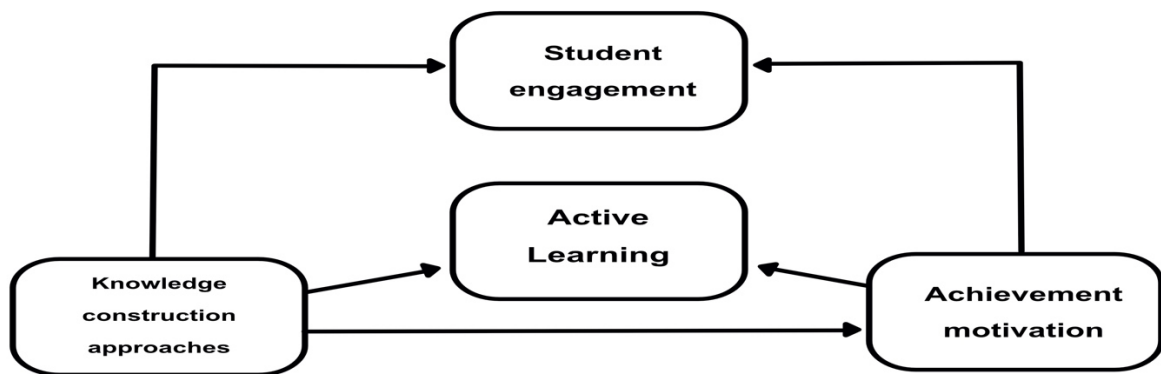 Student
engagement
Active
Learning
Knowledge
construction
approaches
Achievement
motivation